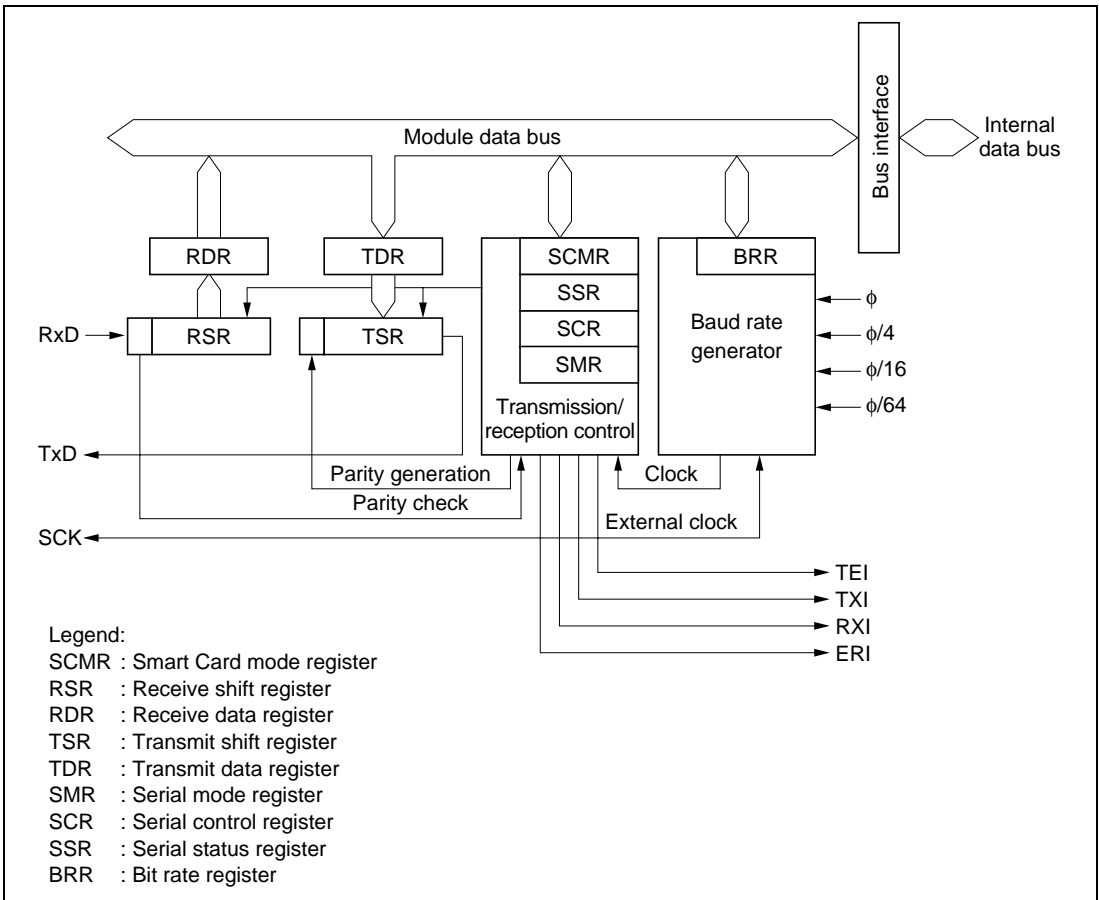 Bus interface
Internal
data bus
Module data bus
RDR
TDR
SCMR
BRR
SSR
SCR
SMR
RxD
RSR
TSR
Baud rate
generator
ϕ
ϕ/4
ϕ/16
ϕ/64
Transmission/
reception control
TxD
Parity generation
Clock
Parity check
External clock
SCK
TEI
TXI
RXI
ERI
Legend:
SCMR : Smart Card mode register
RSR : Receive shift register
RDR : Receive data register
TSR : Transmit shift register
TDR : Transmit data register
SMR : Serial mode register
SCR : Serial control register
SSR : Serial status register
BRR : Bit rate register